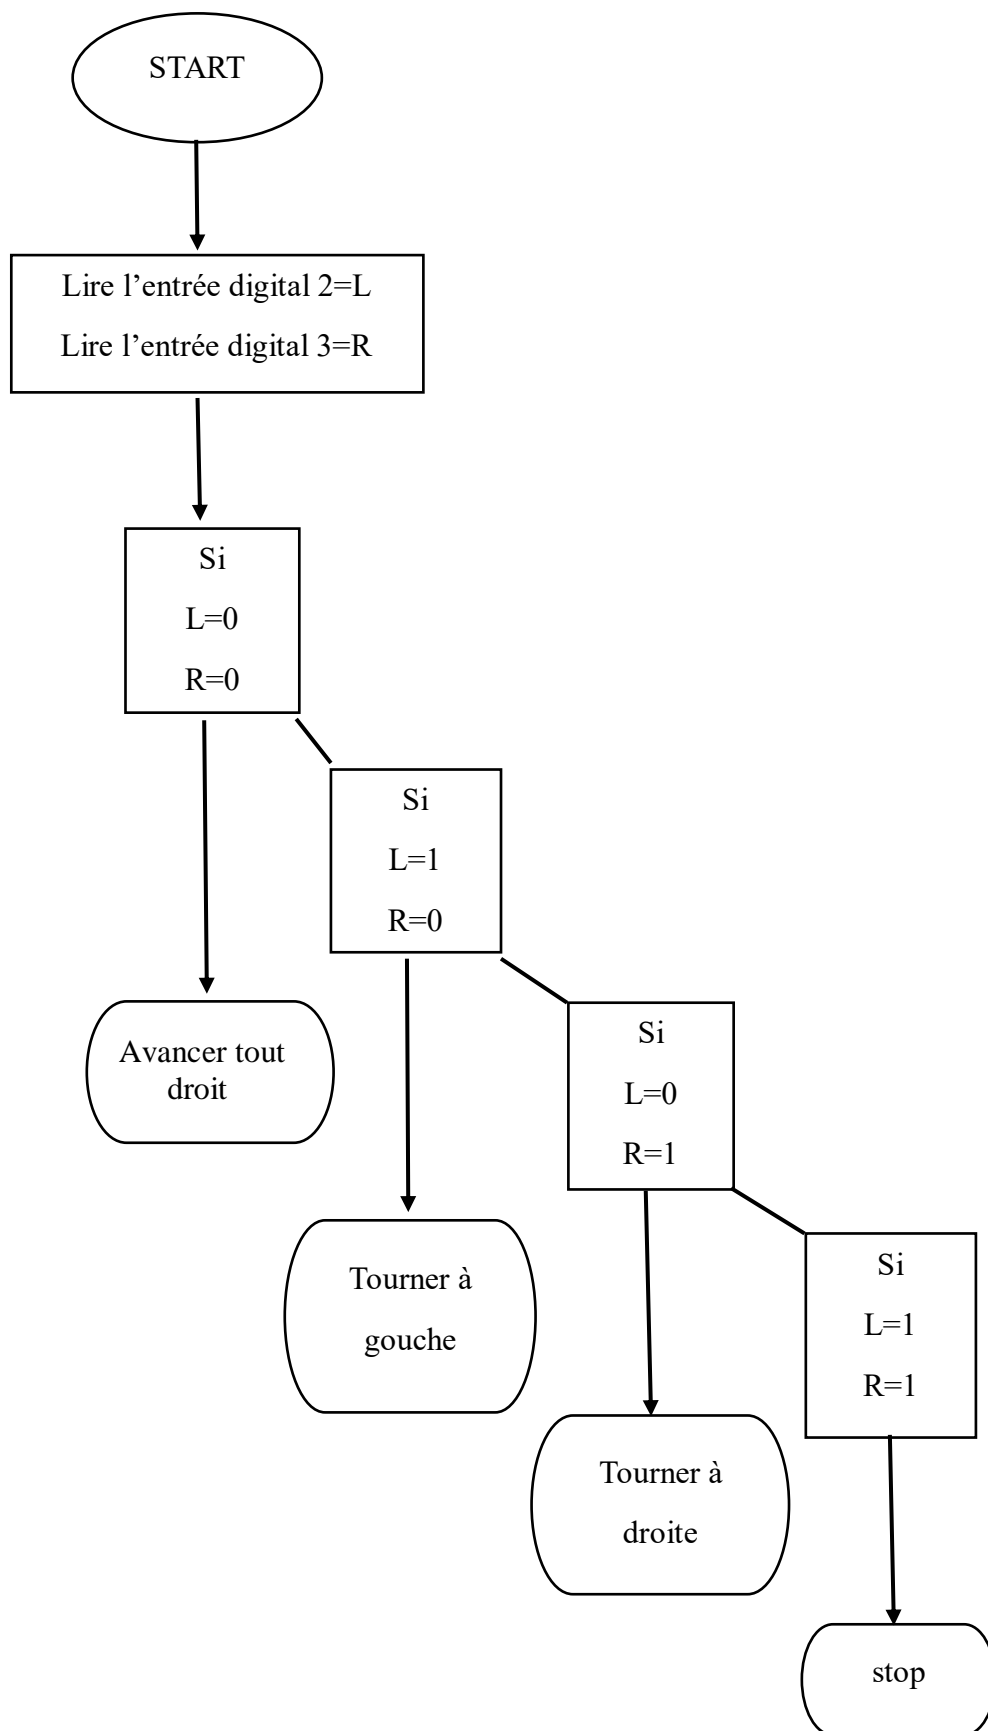 START
Lire l’entrée digital 2=L
Lire l’entrée digital 3=R
Si
L=0
R=0
Si
L=1
R=0
Avancer tout
droit
Si
L=0
R=1
Tourner à
gouche
Si
L=1
R=1
Tourner à
droite
stop